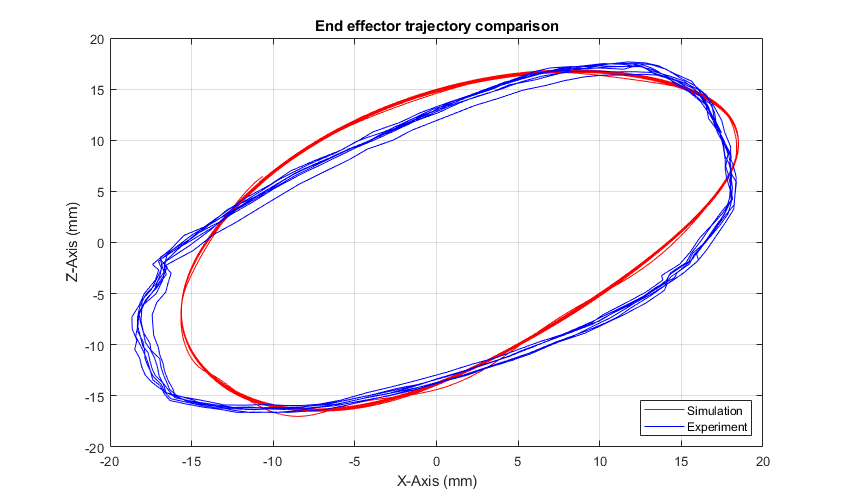 End effector trajectory comparison
20
15
10
5
0
-5
-10
-15
-20
Z-Axis (mm)
-20 -15 -10 -5 0 5 10 15 20
X-Axis (mm)
Simulation
Experiment